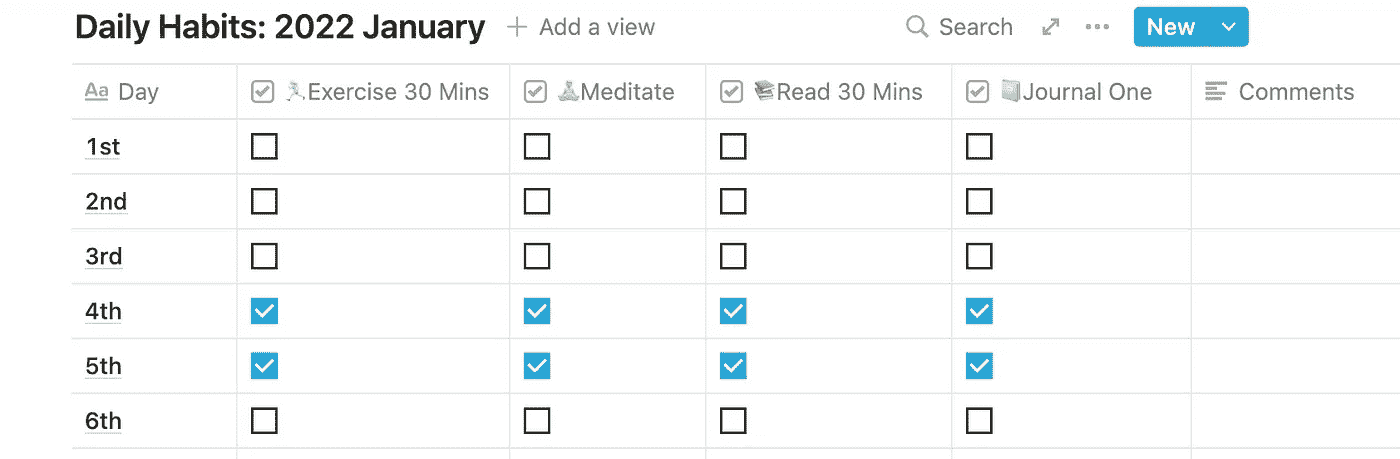 Daily Habits: 2022 January + Add a view Search ••• New
Aa Day Exercise 30 Mins Meditate Read 30 Mins Journal One Comments
1st
2nd
3rd
4th
5th
6th